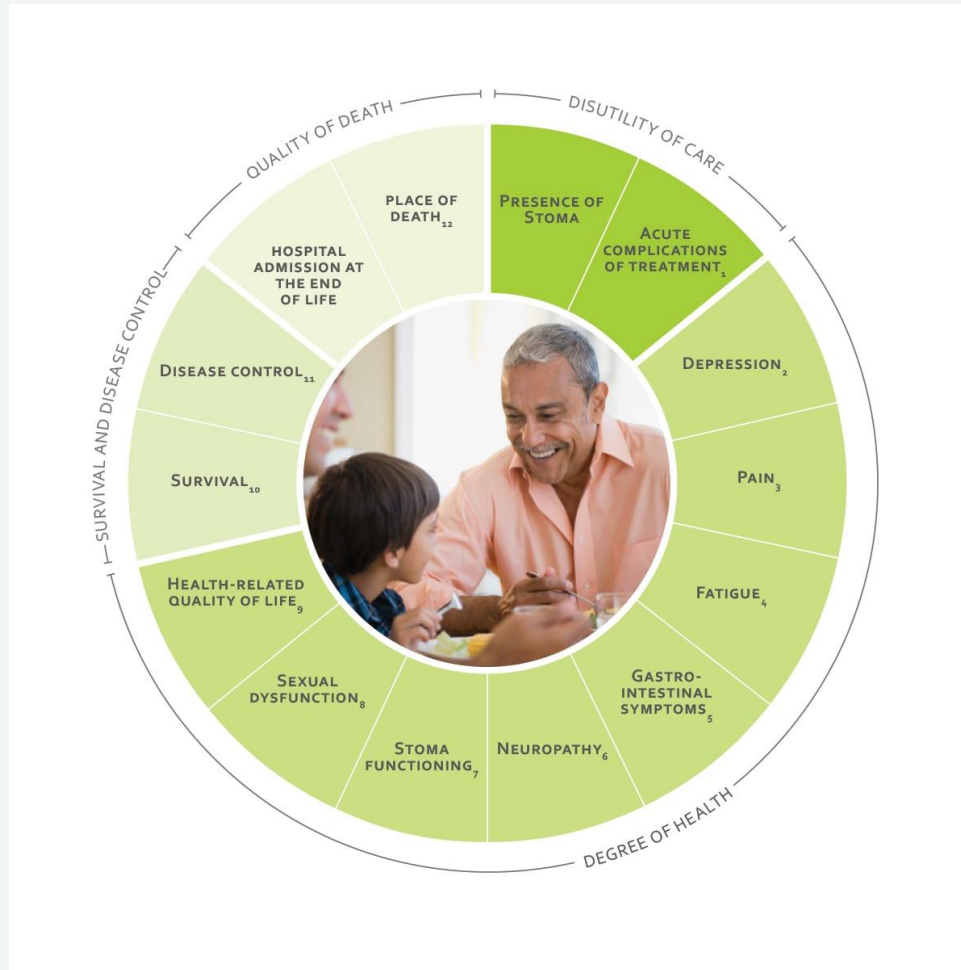 QUALITY OF DEATH
DISUTILITY OF CARE
PLACE OF
DEATH12
PRESENCE OF
STOMA
ACUTE
COMPLICATIONS
OF TREATMENT1
HOSPITAL
ADMISSION AT
THE END
OF LIFE
SURVIVAL AND DISEASE CONTROL
DISEASE CONTROL11
DEPRESSION2
SURVIVAL10
PAIN3
HEALTH-RELATED
QUALITY OF LIFE9
FATIGUE4
SEXUAL
DYSFUNCTION8
GASTRO-
INTESTINAL
SYMPTOMS5
STOMA
FUNCTIONING7
NEUROPATHY6
DEGREE OF HEALTH